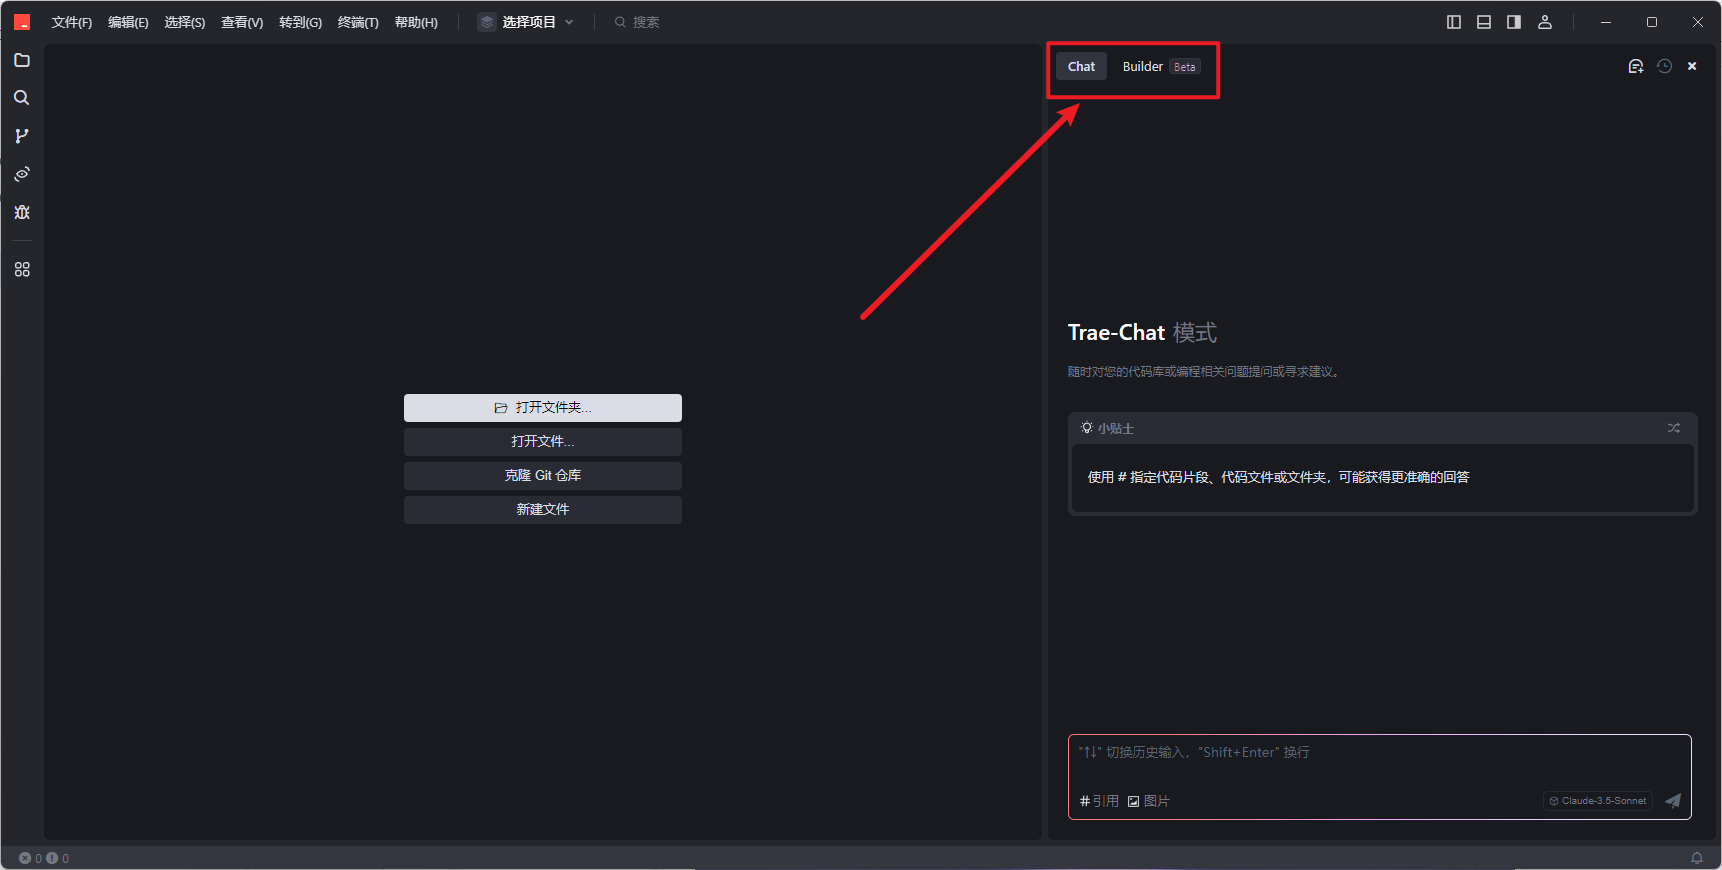 文件(F) 编辑(E) 选择(S) 查看(V) 转到(G) 终端(T) 帮助(H) 选择项目 搜索
Chat Builder Beta
打开文件夹...
打开文件...
克隆 Git 仓库
新建文件
Trae-Chat 模式
随时对您的代码库或编程相关问题提问或寻求建议。
小贴士
使用 # 指定代码片段、代码文件或文件夹，可能获得更准确的回答
"↑↓" 切换历史输入，"Shift+Enter" 换行
#引用 图片 Claude-3.5-Sonnet
0 0